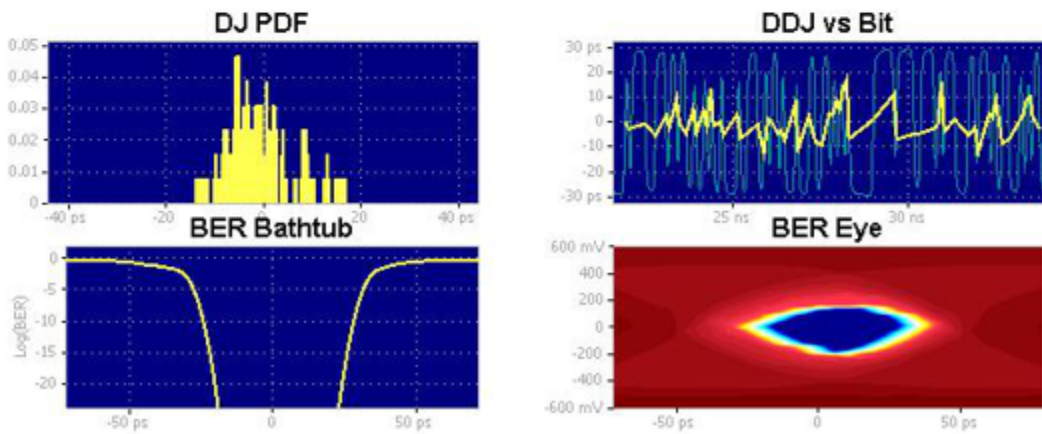 DJ PDF
0.05
0.04
0.03
0.02
0.01
0
-40 ps
-20
0
20
40 ps
DDJ vs Bit
30 ps
20
10
0
-10
-20
-30 ps
25 ns
30 ns
BER Bathtub
Log(BER)
0
-5
-10
-15
-20
-50 ps
0
50 ps
BER Eye
600 mV
400
200
0
-200
-400
-600 mV
-50 ps
0
50 ps